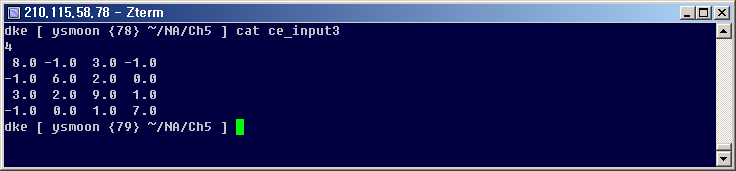 210.115.58.78 - Zterm
dke [ ysmoon {78} ~/NA/Ch5 ] cat ce_input3
4
 8.0 -1.0  3.0 -1.0
-1.0  6.0  2.0  0.0
 3.0  2.0  9.0  1.0
-1.0  0.0  1.0  7.0
dke [ ysmoon {79} ~/NA/Ch5 ]